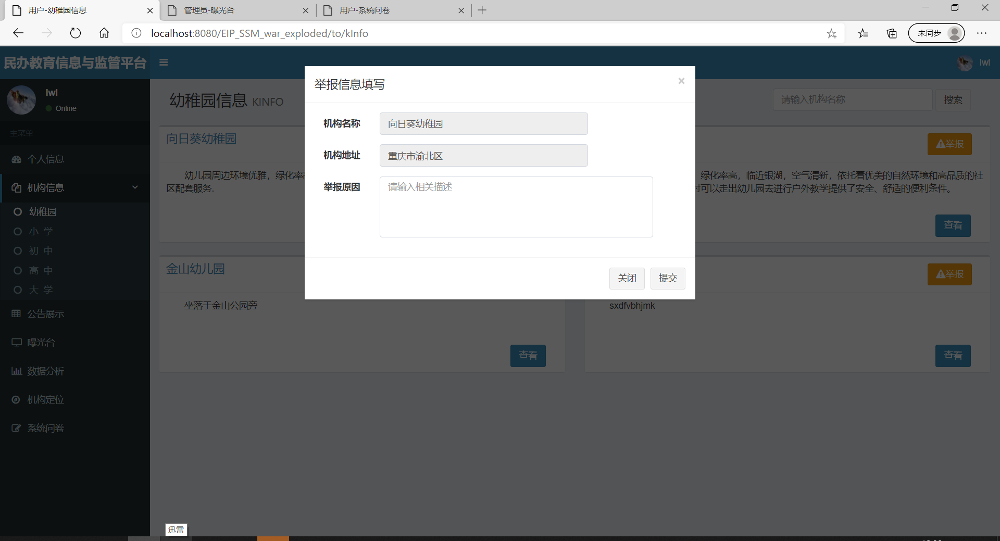 用户-幼稚园信息
管理员-曝光台
用户-系统问卷
localhost:8080/EIP_SSM_war_exploded/to/kInfo
未同步
民办教育信息与监管平台
lwl
lwl
Online
主菜单
个人信息
机构信息
幼稚园
小 学
初 中
高 中
大 学
公告展示
曝光台
数据分析
机构定位
系统问卷
幼稚园信息 KINFO
请输入机构名称
搜索
向日葵幼稚园
举报
幼儿园周边环境优雅，绿化率
区配套服务.
绿化率高，临近银湖，空气清新，依托着优美的自然环境和高品质的社
可以走出幼儿园去进行户外教学提供了安全、舒适的便利条件。
查看
金山幼儿园
举报
坐落于金山公园旁
sxdfvbhjmk
查看
查看
举报信息填写
×
机构名称
向日葵幼稚园
机构地址
重庆市渝北区
举报原因
请输入相关描述
关闭
提交
迅雷